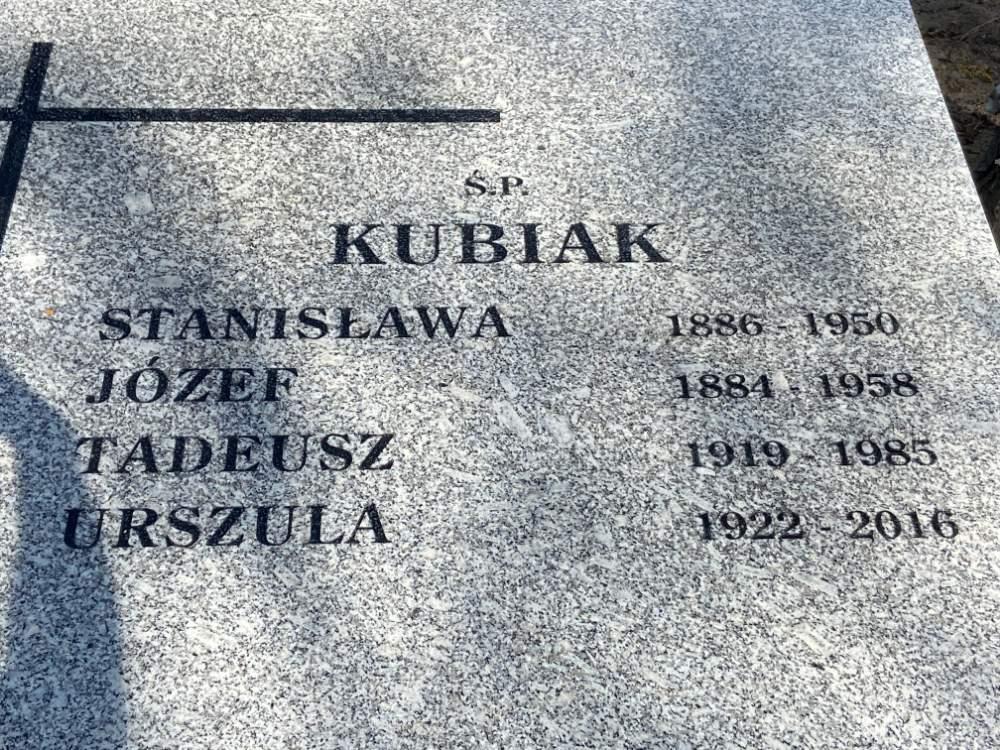 Ś.P.
KUBIAK
STANISŁAWA 1886 - 1950
JÓZEF 1884 - 1958
TADEUSZ 1919 - 1985
URSZULA 1922 - 2016